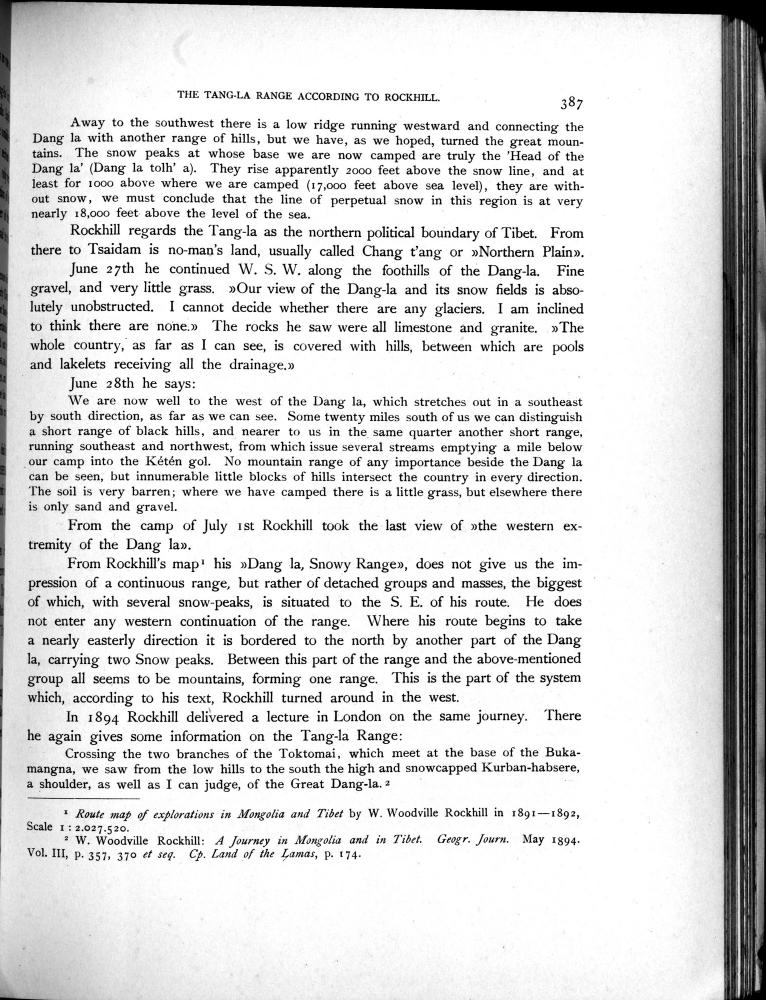 THE TANG-LA RANGE ACCORDING TO ROCKHILL.
387
Away to the southwest there is a low ridge running westward and connecting the
Dang la with another range of hills, but we have, as we hoped, turned the great moun-
tains. The snow peaks at whose base we are now camped are truly the 'Head of the
Dang la' (Dang la tolh' a). They rise apparently 2000 feet above the snow line, and at
least for 1000 above where we are camped (17,000 feet above sea level), they are with-
out snow, we must conclude that the line of perpetual snow in this region is at very
nearly 18,000 feet above the level of the sea.
Rockhill regards the Tang-la as the northern political boundary of Tibet. From
there to Tsaidam is no-man's land, usually called Chang t'ang or »Northern Plain».
June 27th he continued W. S. W. along the foothills of the Dang-la. Fine
gravel, and very little grass. »Our view of the Dang-la and its snow fields is abso-
lutely unobstructed. I cannot decide whether there are any glaciers. I am inclined
to think there are none.» The rocks he saw were all limestone and granite. »The
whole country, as far as I can see, is covered with hills, between which are pools
and lakelets receiving all the drainage.»
June 28th he says:
We are now well to the west of the Dang la, which stretches out in a southeast
by south direction, as far as we can see. Some twenty miles south of us we can distinguish
a short range of black hills, and nearer to us in the same quarter another short range,
running southeast and northwest, from which issue several streams emptying a mile below
our camp into the Kétén gol. No mountain range of any importance beside the Dang la
can be seen, but innumerable little blocks of hills intersect the country in every direction.
The soil is very barren; where we have camped there is a little grass, but elsewhere there
is only sand and gravel.
From the camp of July 1st Rockhill took the last view of »the western ex-
tremity of the Dang la».
From Rockhill's map¹ his »Dang la, Snowy Range», does not give us the im-
pression of a continuous range, but rather of detached groups and masses, the biggest
of which, with several snow-peaks, is situated to the S. E. of his route. He does
not enter any western continuation of the range. Where his route begins to take
a nearly easterly direction it is bordered to the north by another part of the Dang
la, carrying two Snow peaks. Between this part of the range and the above-mentioned
group all seems to be mountains, forming one range. This is the part of the system
which, according to his text, Rockhill turned around in the west.
In 1894 Rockhill delivered a lecture in London on the same journey. There
he again gives some information on the Tang-la Range:
Crossing the two branches of the Toktomai, which meet at the base of the Buka-
mangna, we saw from the low hills to the south the high and snowcapped Kurban-habsere,
a shoulder, as well as I can judge, of the Great Dang-la.²
¹ Route map of explorations in Mongolia and Tibet by W. Woodville Rockhill in 1891—1892,
Scale 1 : 2.027.520.
² W. Woodville Rockhill: A Journey in Mongolia and in Tibet. Geogr. Journ. May 1894.
Vol. III, p. 357, 370 et seq. Cp. Land of the Lamas, p. 174.